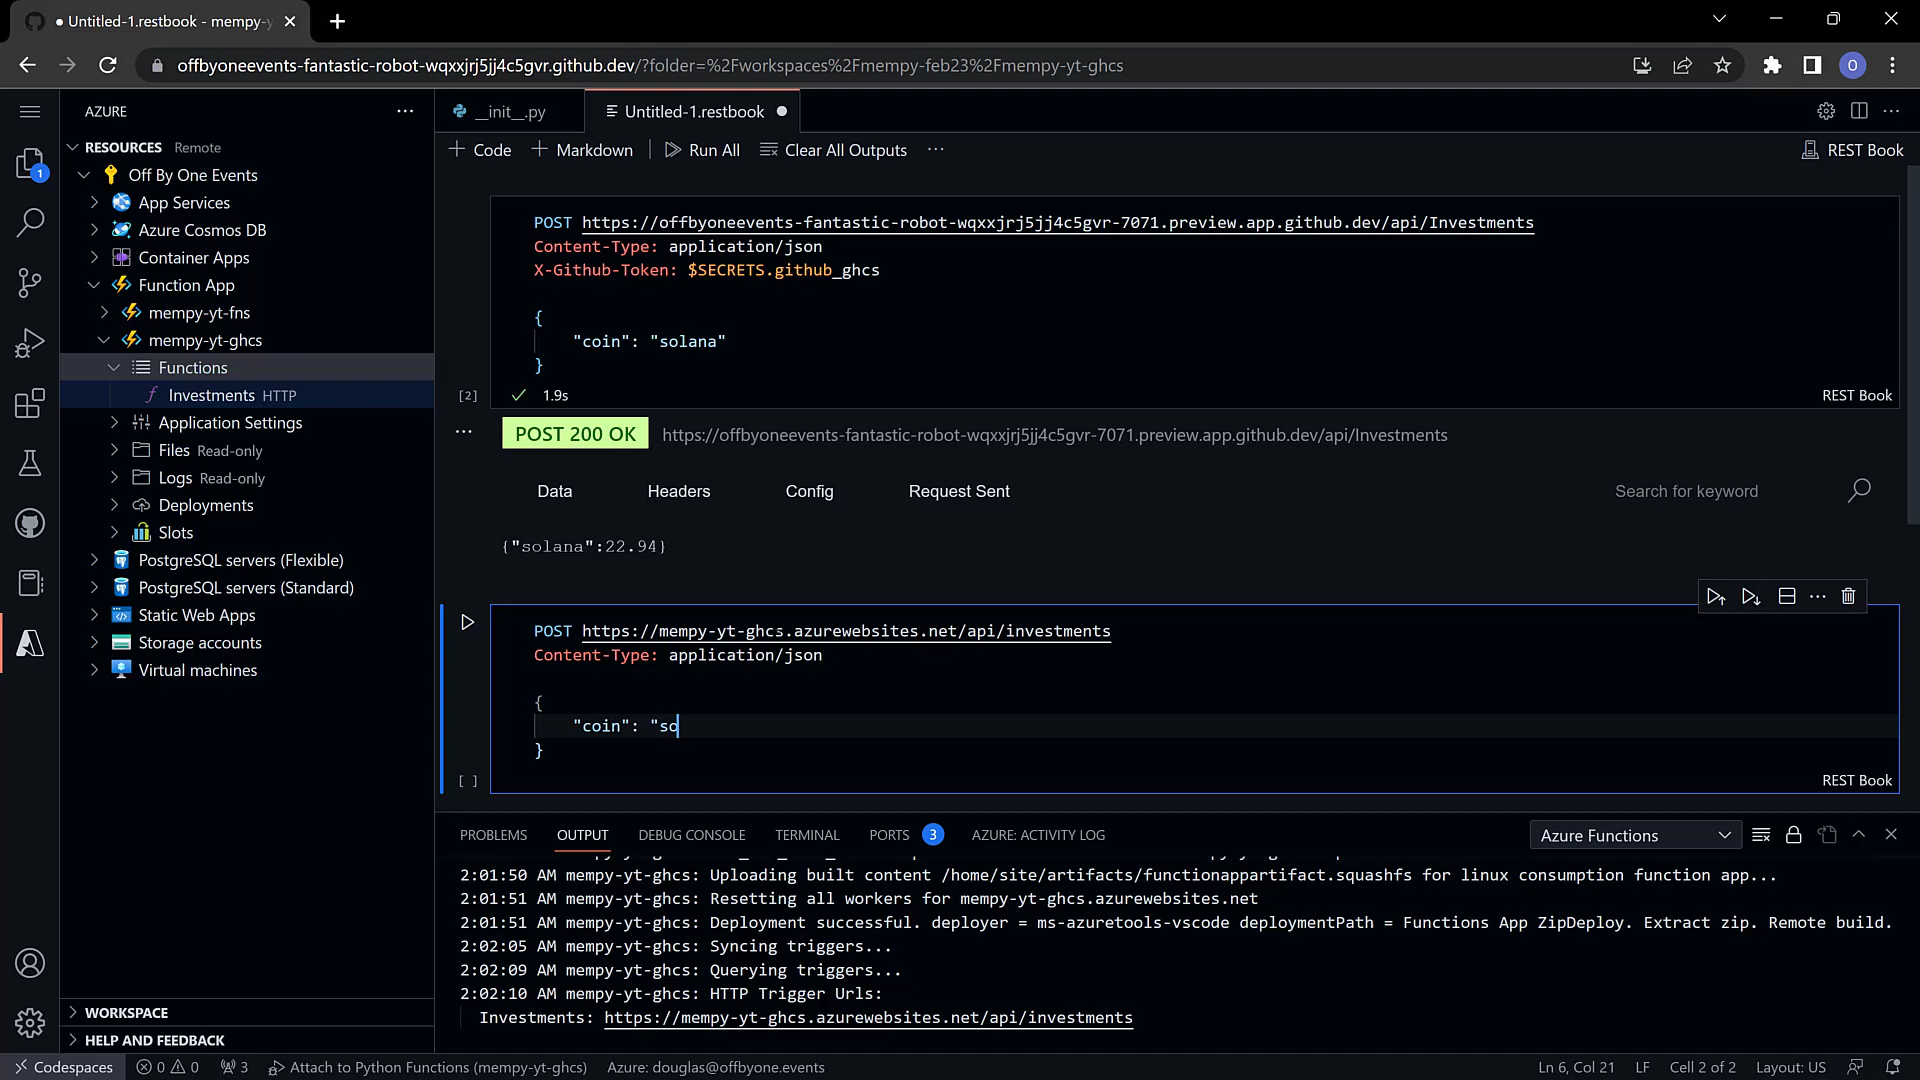 Untitled-1.restbook - mempy-y
offbyoneevents-fantastic-robot-wqxxjrj5jj4c5gvr.github.dev/?folder=%2Fworkspaces%2Fmempy-feb23%2Fmempy-yt-ghcs
O
AZURE
RESOURCES Remote
Off By One Events
App Services
Azure Cosmos DB
Container Apps
Function App
mempy-yt-fns
mempy-yt-ghcs
Functions
Investments HTTP
Application Settings
Files Read-only
Logs Read-only
Deployments
Slots
PostgreSQL servers (Flexible)
PostgreSQL servers (Standard)
Static Web Apps
Storage accounts
Virtual machines
WORKSPACE
HELP AND FEEDBACK
1
__init__.py
Untitled-1.restbook
Code
Markdown
Run All
Clear All Outputs
REST Book
POST https://offbyoneevents-fantastic-robot-wqxxjrj5jj4c5gvr-7071.preview.app.github.dev/api/Investments
Content-Type: application/json
X-Github-Token: $SECRETS.github_ghcs
{
"coin": "solana"
}
[2] 1.9s REST Book
POST 200 OK https://offbyoneevents-fantastic-robot-wqxxjrj5jj4c5gvr-7071.preview.app.github.dev/api/Investments
Data Headers Config Request Sent Search for keyword
{"solana":22.94}
POST https://mempy-yt-ghcs.azurewebsites.net/api/investments
Content-Type: application/json
{
"coin": "so
}
[ ] REST Book
PROBLEMS OUTPUT DEBUG CONSOLE TERMINAL PORTS 3 AZURE: ACTIVITY LOG Azure Functions
2:01:50 AM mempy-yt-ghcs: Uploading built content /home/site/artifacts/functionappartifact.squashfs for linux consumption function app...
2:01:51 AM mempy-yt-ghcs: Resetting all workers for mempy-yt-ghcs.azurewebsites.net
2:01:51 AM mempy-yt-ghcs: Deployment successful. deployer = ms-azuretools-vscode deploymentPath = Functions App ZipDeploy. Extract zip. Remote build.
2:02:05 AM mempy-yt-ghcs: Syncing triggers...
2:02:09 AM mempy-yt-ghcs: Querying triggers...
2:02:10 AM mempy-yt-ghcs: HTTP Trigger Urls:
Investments: https://mempy-yt-ghcs.azurewebsites.net/api/investments
Codespaces 0 0 3 Attach to Python Functions (mempy-yt-ghcs) Azure: douglas@offbyone.events Ln 6, Col 21 LF Cell 2 of 2 Layout: US